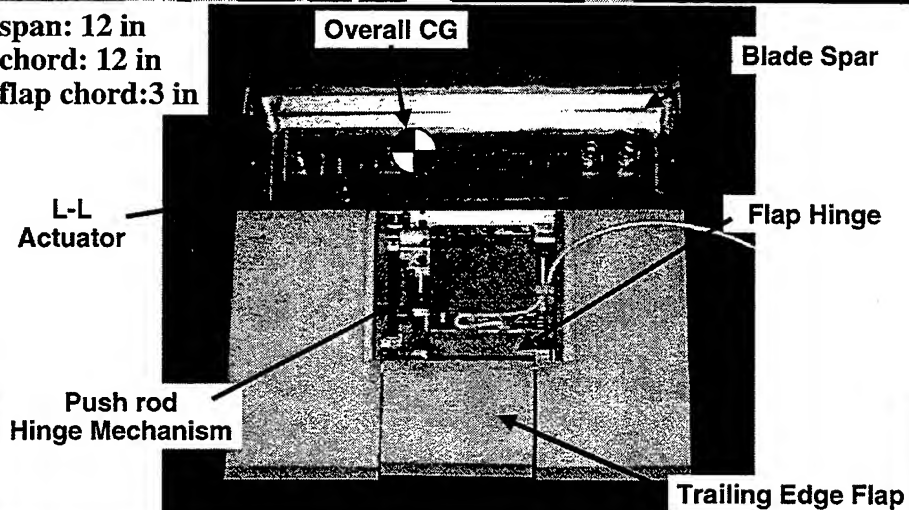 span: 12 in
chord: 12 in
flap chord:3 in
Overall CG
Blade Spar
L-L
Actuator
Flap Hinge
Push rod
Hinge Mechanism
Trailing Edge Flap